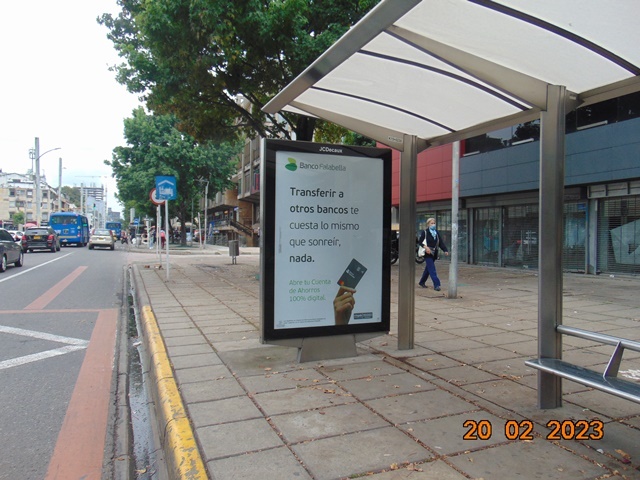 JCDecaux
Banco Falabella
Transferir a
otros bancos te
cuesta lo mismo
que sonreír,
nada.
Abre tu Cuenta
de Ahorros
100% digital.
20 02 2023